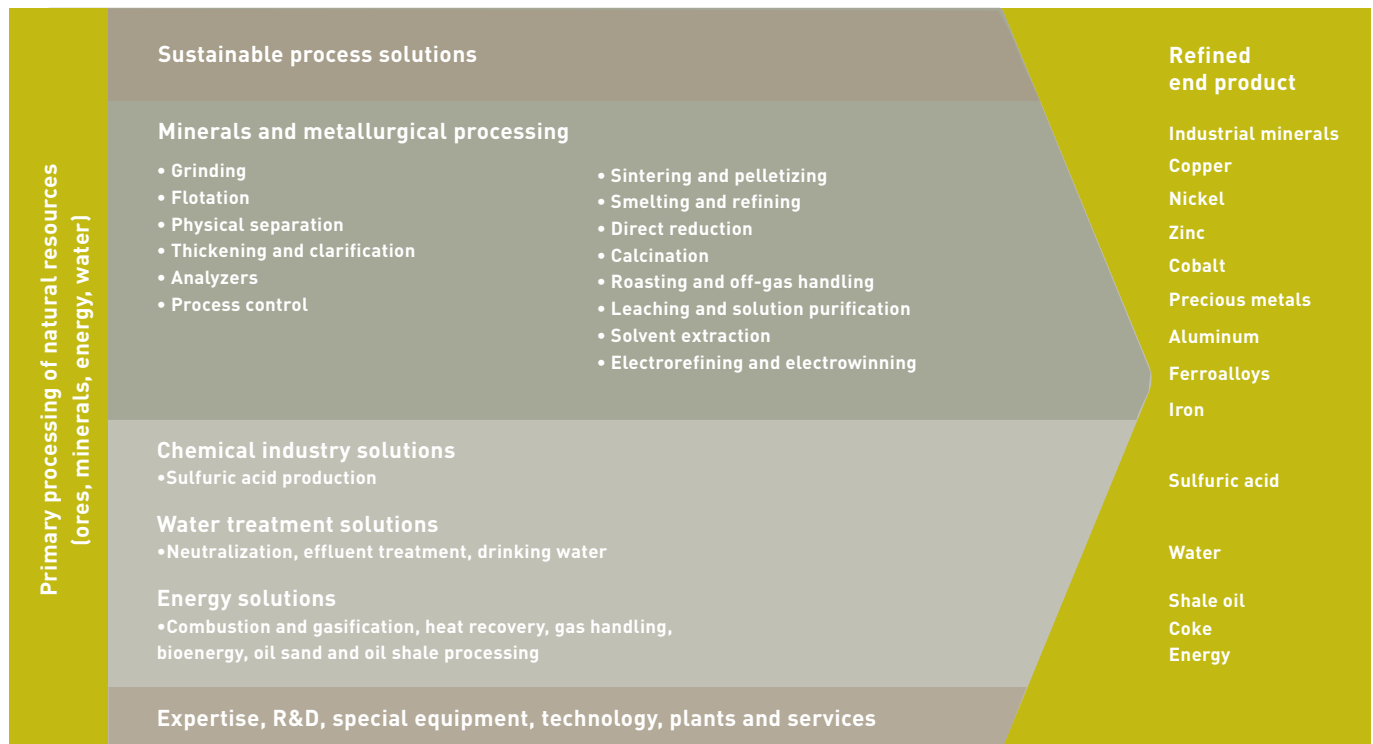 Primary processing of natural resources
(ores, minerals, energy, water)
Sustainable process solutions
Minerals and metallurgical processing
• Grinding
• Flotation
• Physical separation
• Thickening and clarification
• Analyzers
• Process control
• Sintering and pelletizing
• Smelting and refining
• Direct reduction
• Calcination
• Roasting and off-gas handling
• Leaching and solution purification
• Solvent extraction
• Electrorefining and electrowinning
Chemical industry solutions
•Sulfuric acid production
Water treatment solutions
•Neutralization, effluent treatment, drinking water
Energy solutions
•Combustion and gasification, heat recovery, gas handling,
bioenergy, oil sand and oil shale processing
Expertise, R&D, special equipment, technology, plants and services
Refined
end product
Industrial minerals
Copper
Nickel
Zinc
Cobalt
Precious metals
Aluminum
Ferroalloys
Iron
Sulfuric acid
Water
Shale oil
Coke
Energy